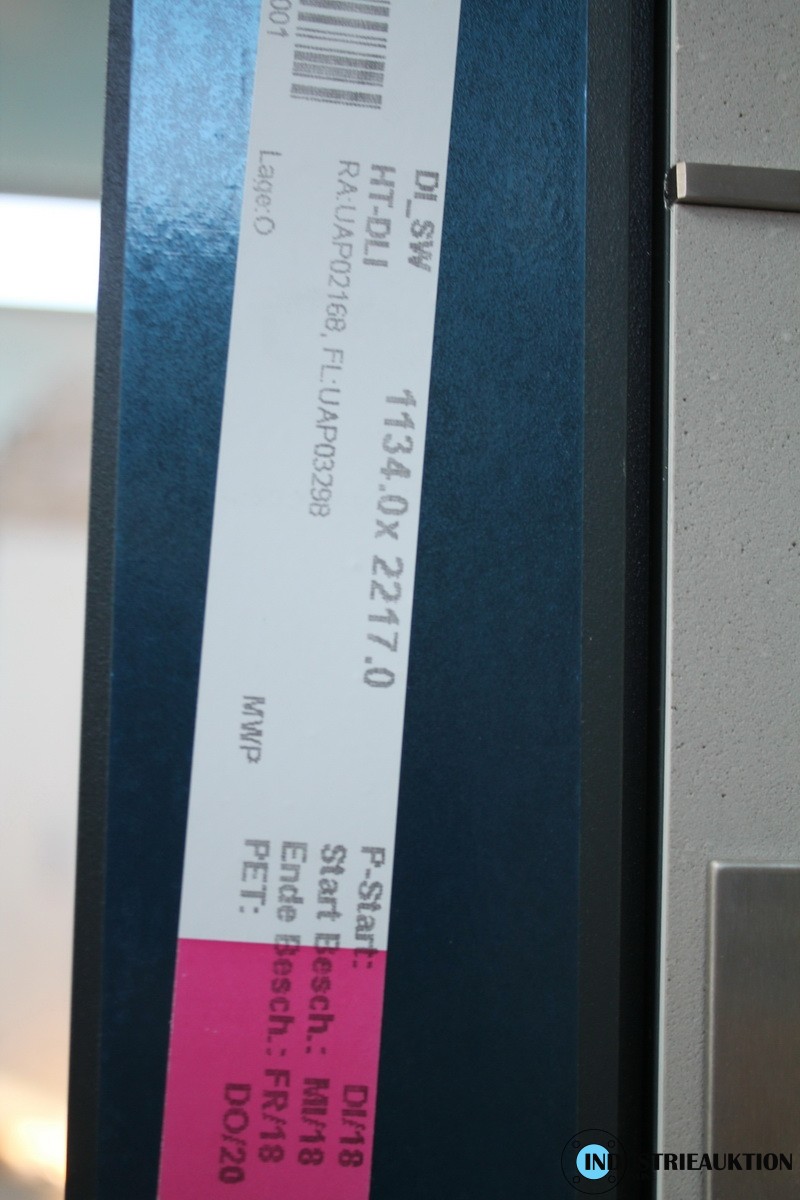 DI_SW
HT-DLI 1134.0x 2217.0
RA:UAP02168, FL:UAP03298
Lage:O MWP
001
P-Start: DI/18
Start Besch.: MI/18
Ende Besch.: FR/18
PET: DO/20
INDUSTRIEAUKTION